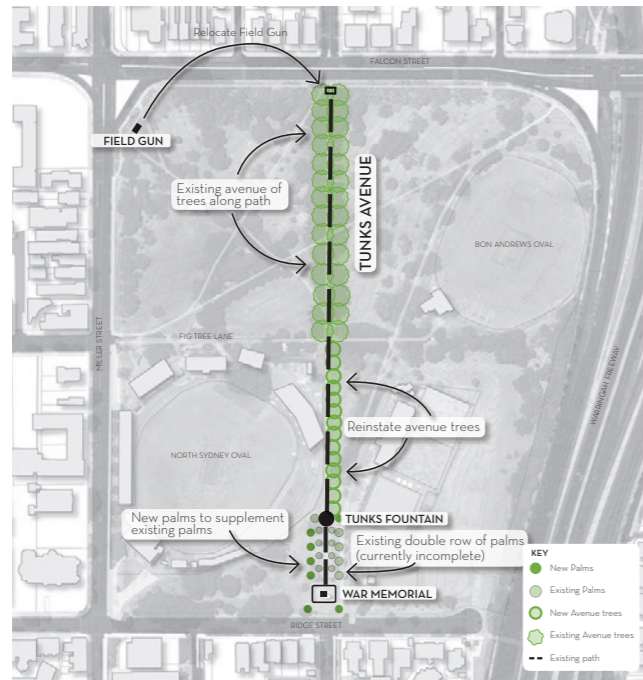 Relocate Field Gun
FALCON STREET
FIELD GUN
Existing avenue of
trees along path
TUNKS AVENUE
BON ANDREWS OVAL
MILLER STREET
FIG TREE LANE
WARRINGAH FREEWAY
Reinstate avenue trees
NORTH SYDNEY OVAL
New palms to supplement
existing palms
TUNKS FOUNTAIN
Existing double row of palms
(currently incomplete)
WAR MEMORIAL
RIDGE STREET
KEY
New Palms
Existing Palms
New Avenue trees
Existing Avenue trees
Existing path